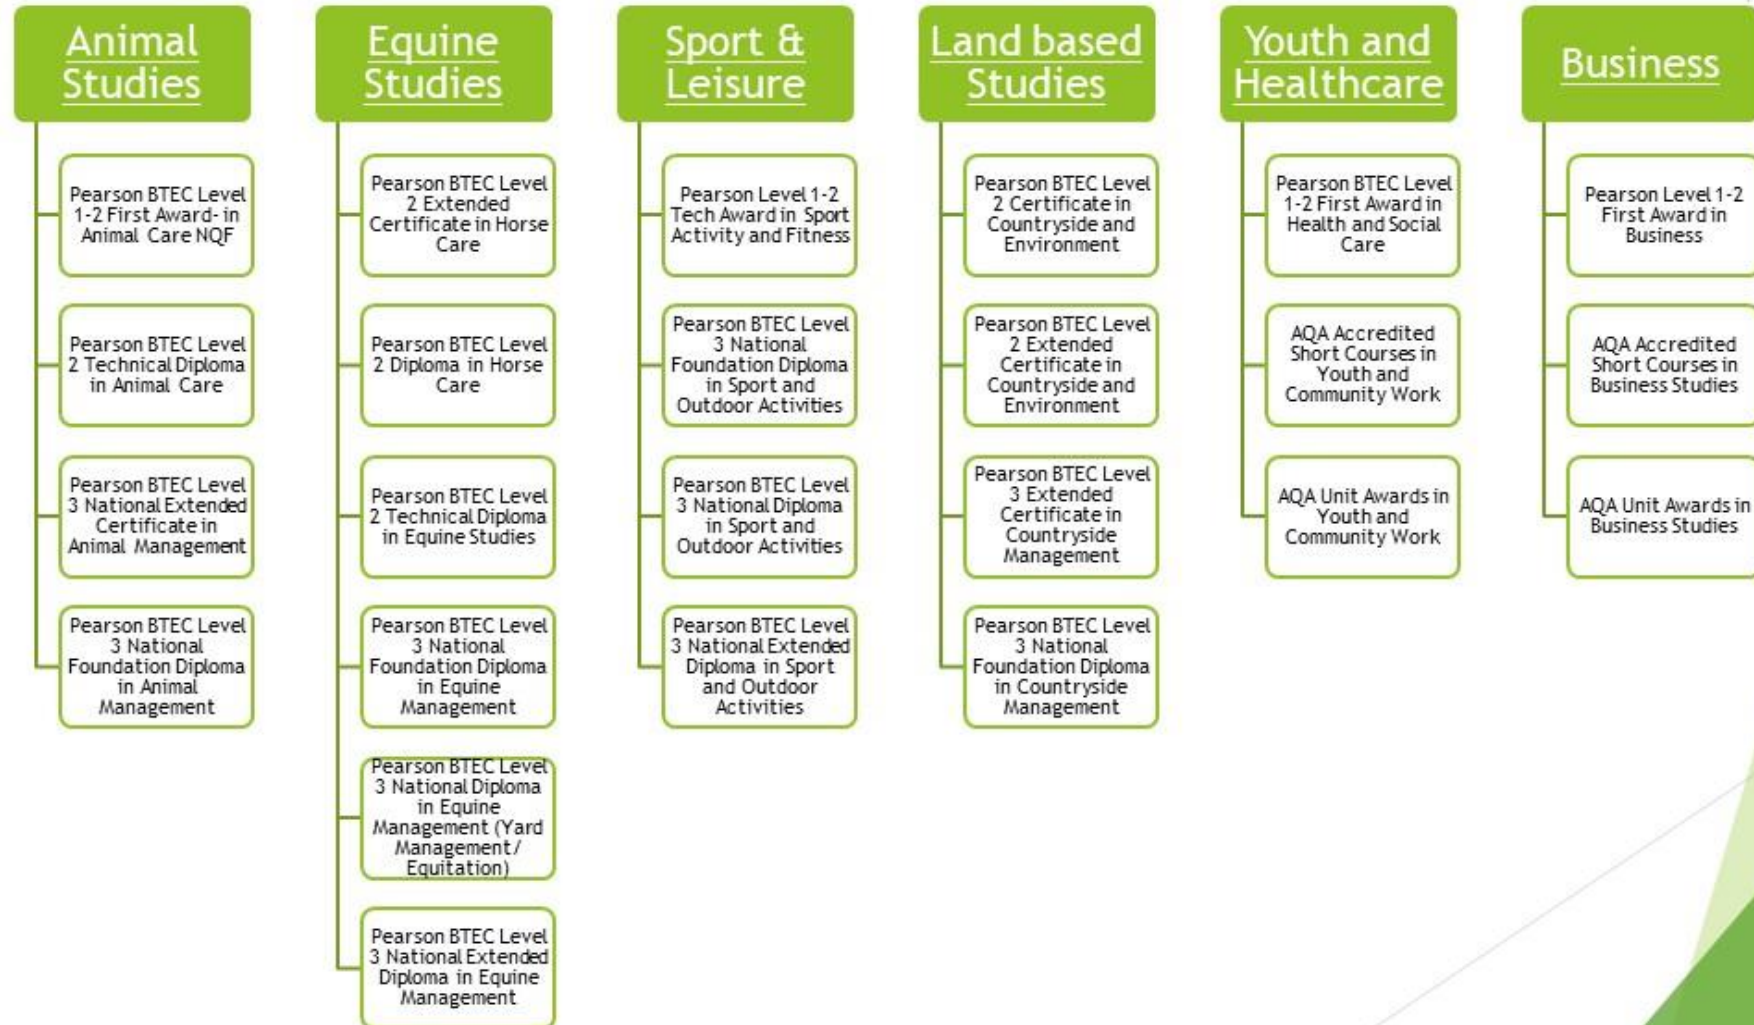 Animal
Studies
Pearson BTEC Level
1-2 First Award- in
Animal Care NQF
Pearson BTEC Level
2 Technical Diploma
in Animal Care
Pearson BTEC Level
3 National Extended
Certificate in
Animal Management
Pearson BTEC Level
3 National
Foundation Diploma
in Animal
Management
Equine
Studies
Pearson BTEC Level
2 Extended
Certificate in Horse
Care
Pearson BTEC Level
2 Diploma in Horse
Care
Pearson BTEC Level
2 Technical Diploma
in Equine Studies
Pearson BTEC Level
3 National
Foundation Diploma
in Equine
Management
Pearson BTEC Level
3 National Diploma
in Equine
Management (Yard
Management/
Equitation)
Pearson BTEC Level
3 National Extended
Diploma in Equine
Management
Sport &
Leisure
Pearson Level 1-2
Tech Award in Sport
Activity and Fitness
Pearson BTEC Level
3 National
Foundation Diploma
in Sport and
Outdoor Activities
Pearson BTEC Level
3 National Diploma
in Sport and
Outdoor Activities
Pearson BTEC Level
3 National Extended
Diploma in Sport
and Outdoor
Activities
Land based
Studies
Pearson BTEC Level
2 Certificate in
Countryside and
Environment
Pearson BTEC Level
2 Extended
Certificate in
Countryside and
Environment
Pearson BTEC Level
3 Extended
Certificate in
Countryside
Management
Pearson BTEC Level
3 National
Foundation Diploma
in Countryside
Management
Youth and
Healthcare
Pearson BTEC Level
1-2 First Award in
Health and Social
Care
AQA Accredited
Short Courses in
Youth and
Community Work
AQA Unit Awards in
Youth and
Community Work
Business
Pearson Level 1-2
First Award in
Business
AQA Accredited
Short Courses in
Business Studies
AQA Unit Awards in
Business Studies